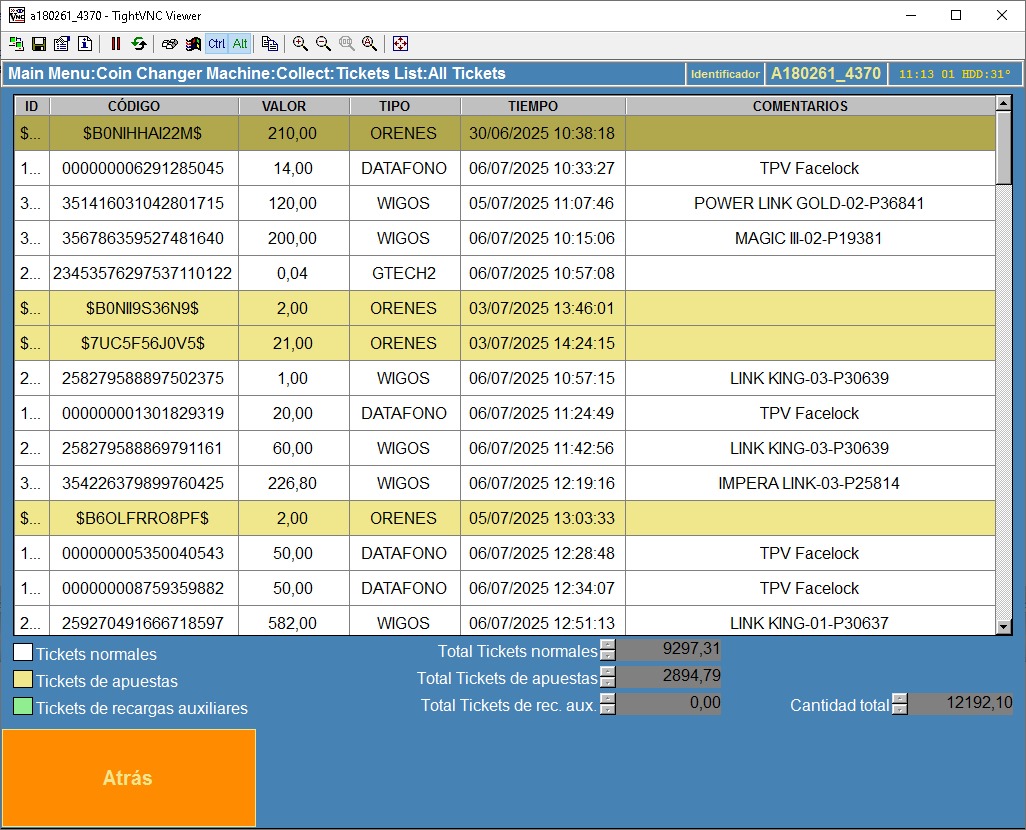 a180261_4370 - TightVNC Viewer
Ctrl Alt
Main Menu:Coin Changer Machine:Collect:Tickets List:All Tickets Identificador A180261_4370 11:13 01 HDD:31°
ID CÓDIGO VALOR TIPO TIEMPO COMENTARIOS
$... $B0NIHHAI22M$ 210,00 ORENES 30/06/2025 10:38:18
1... 000000006291285045 14,00 DATAFONO 06/07/2025 10:33:27 TPV Facelock
3... 351416031042801715 120,00 WIGOS 05/07/2025 11:07:46 POWER LINK GOLD-02-P36841
3... 356786359527481640 200,00 WIGOS 06/07/2025 10:15:06 MAGIC III-02-P19381
2... 23453576297537110122 0,04 GTECH2 06/07/2025 10:57:08
$... $B0NII9S36N9$ 2,00 ORENES 03/07/2025 13:46:01
$... $7UC5F56J0V5$ 21,00 ORENES 03/07/2025 14:24:15
2... 258279588897502375 1,00 WIGOS 06/07/2025 10:57:15 LINK KING-03-P30639
1... 000000001301829319 20,00 DATAFONO 06/07/2025 11:24:49 TPV Facelock
2... 258279588869791161 60,00 WIGOS 06/07/2025 11:42:56 LINK KING-03-P30639
3... 354226379899760425 226,80 WIGOS 06/07/2025 12:19:16 IMPERA LINK-03-P25814
$... $B6OLFRRO8PF$ 2,00 ORENES 05/07/2025 13:03:33
1... 000000005350040543 50,00 DATAFONO 06/07/2025 12:28:48 TPV Facelock
1... 000000008759359882 50,00 DATAFONO 06/07/2025 12:34:07 TPV Facelock
2... 259270491666718597 582,00 WIGOS 06/07/2025 12:51:13 LINK KING-01-P30637
Tickets normales Total Tickets normales 9297,31
Tickets de apuestas Total Tickets de apuestas 2894,79
Tickets de recargas auxiliares Total Tickets de rec. aux. 0,00 Cantidad total 12192,10
Atrás